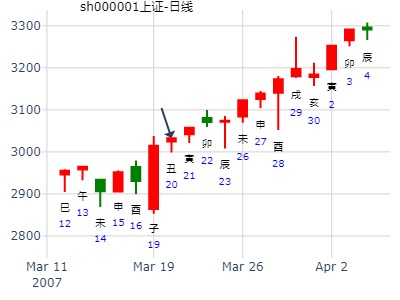 sh000001上证-日线
3300
3200
3100
3000
2900
2800
巳
12
午
13
未
14
申
15
酉
16
子
19
丑
20
寅
21
卯
22
辰
23
未
26
申
27
酉
28
戌
29
亥
30
寅
2
卯
3
辰
4
Mar 11
2007
Mar 19
Mar 26
Apr 2